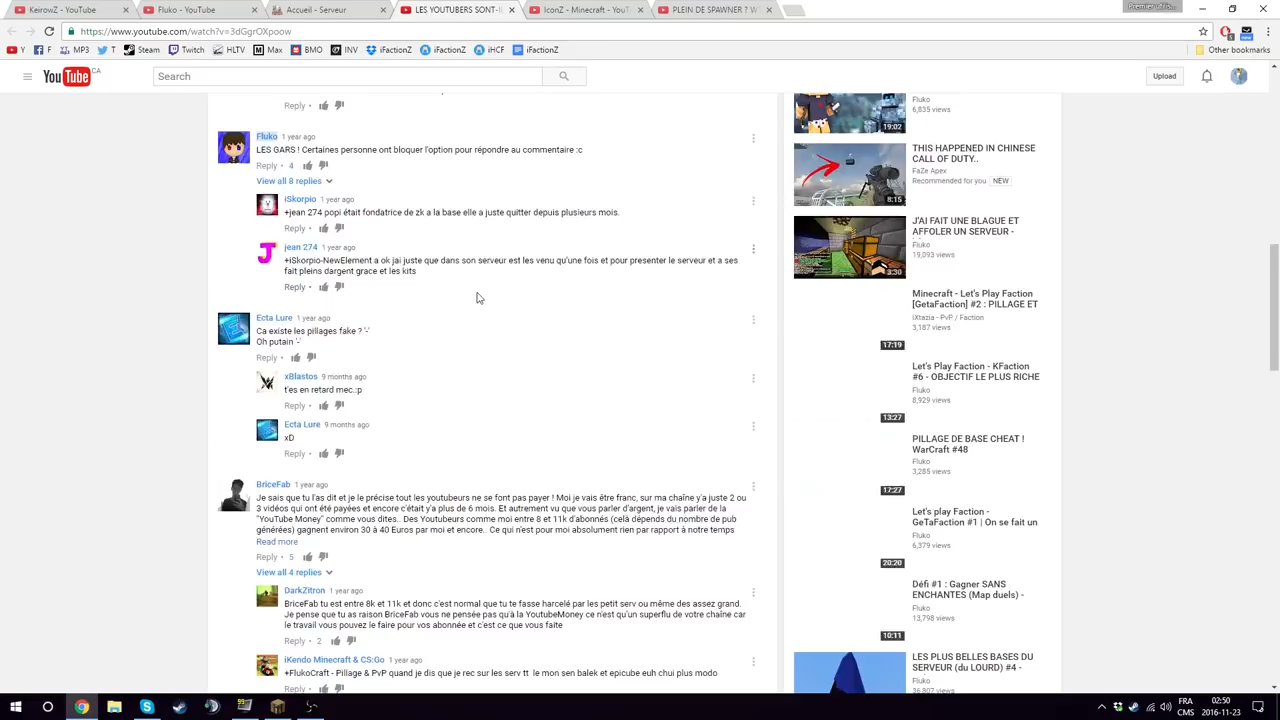 KeirowZ - YouTube
Fluko - YouTube
Accueil - Serveur
LES YOUTUBERS SONT-IL
IconZ - Minecraft - YouTu
PLEIN DE SPAWNER ? W
Premier utilis...
https://www.youtube.com/watch?v=3dGgrOXpoow
Y F MP3 T Steam Twitch HLTV Max BMO INV iFactionZ iFactionZ iHCF iFactionZ Other bookmarks
YouTube CA Search Upload
Reply
Fluko 1 year ago
LES GARS ! Certaines personne ont bloquer l'option pour répondre au commentaire :c
Reply • 4
View all 8 replies
iSkorpio 1 year ago
+jean 274 popi était fondatrice de zk a la base elle a juste quitter depuis plusieurs mois.
Reply
jean 274 1 year ago
+iSkorpio-NewElement a ok jai juste que dans son serveur est les venu qu'une fois et pour presenter le serveur et a ses
fait pleins dargent grace et les kits
Reply
Ecta Lure 1 year ago
Ca existe les pillages fake ? '-'
Oh putain '-'
Reply
xBlastos 9 months ago
t'es en retard mec.:p
Reply
Ecta Lure 9 months ago
xD
Reply
BriceFab 1 year ago
Je sais que tu l'as dit et je le précise tout les youtubeurs ne se font pas payer ! Moi je vais être franc, sur ma chaîne y'a juste 2 ou
3 vidéos qui ont été payées et encore c'était y'a plus de 6 mois. Et autrement vu que vous parler d'argent, je vais parler de la
"YouTube Money" comme vous dites.. Des Youtubeurs comme moi entre 8 et 11k d'abonnés (celà dépends du nombre de pub
générées) gagnent environ 30 à 40 Euros par moi et encore.. Ce qui n'est pour moi absolument rien par rapport à notre temps
Read more
Reply • 5
View all 4 replies
DarkZitron 1 year ago
BriceFab tu est entre 8k et 11k et donc c'est normal que tu te fasse harcelé par les petit serv ou même des assez grand.
Je pense que tu as raison BriceFab vous ne pensée pas qu'à la YoutubeMoney ce n'est qu'un superflu de votre chaîne car
le travail vous pouvez le faire pour vos abonnée et c'est ce que vous faite
Reply • 2
iKendo Minecraft & CS:Go 1 year ago
+FlukoCraft - Pillage & PvP quand je dis que je rec sur les serv tt le mon sen balek et epicube euh chui plus modo
Reply
Fluko
6,835 views
19:02
THIS HAPPENED IN CHINESE
CALL OF DUTY..
FaZe Apex
Recommended for you NEW
8:15
J'AI FAIT UNE BLAGUE ET
AFFOLER UN SERVEUR -
Fluko
19,093 views
3:30
Minecraft - Let's Play Faction
[GetaFaction] #2 : PILLAGE ET
iXtazia - PvP / Faction
3,187 views
17:19
Let's Play Faction - KFaction
#6 - OBJECTIF LE PLUS RICHE
Fluko
8,929 views
13:27
PILLAGE DE BASE CHEAT !
WarCraft #48
Fluko
3,285 views
17:27
Let's play Faction -
GeTaFaction #1 | On se fait un
Fluko
6,379 views
20:20
Défi #1 : Gagner SANS
ENCHANTES (Map duels) -
Fluko
13,798 views
10:11
LES PLUS BELLES BASES DU
SERVEUR (du LOURD) #4 -
Fluko
36,807 views
FRA
CMS
02:50
2016-11-23